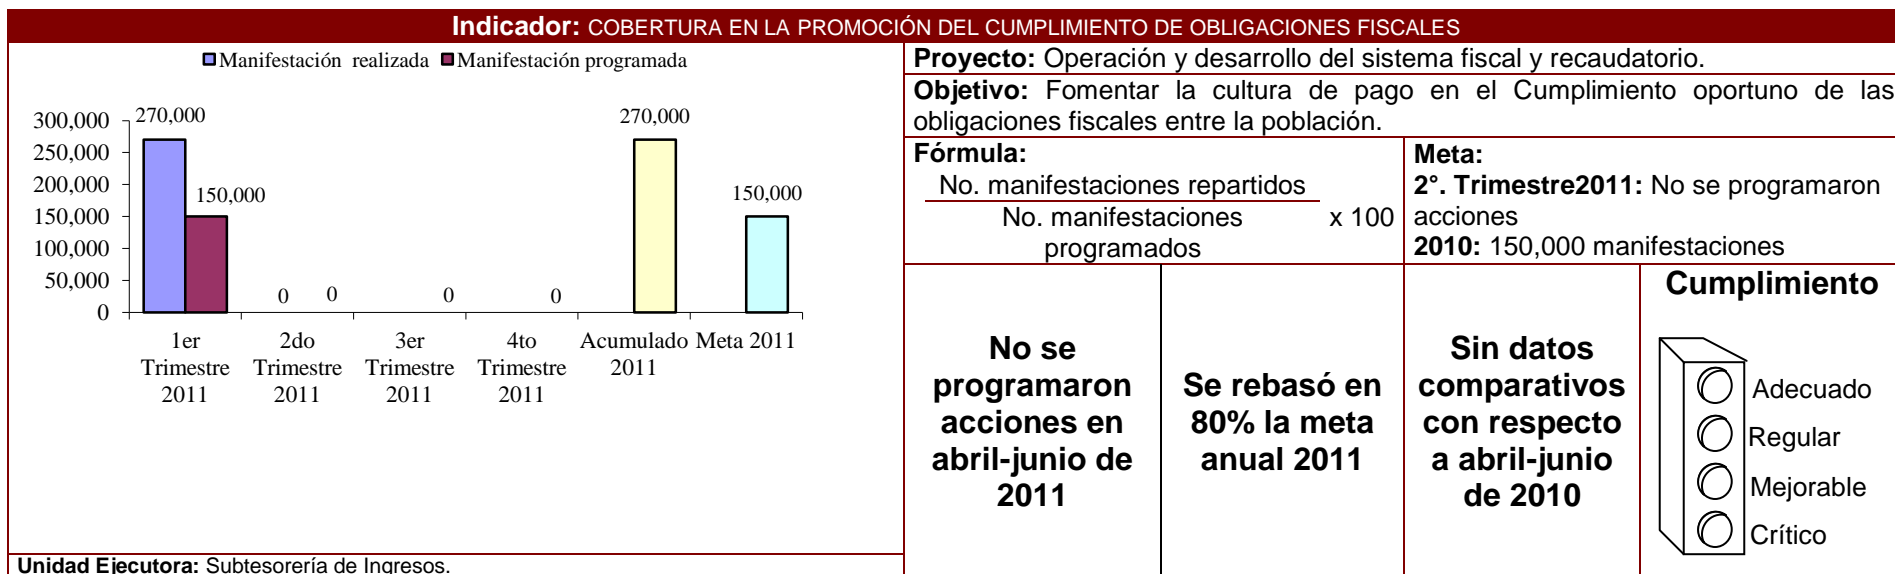 Indicador: COBERTURA EN LA PROMOCIÓN DEL CUMPLIMIENTO DE OBLIGACIONES FISCALES
Manifestación realizada Manifestación programada
300,000
250,000
200,000
150,000
100,000
50,000
0
270,000
150,000
0 0
0
0
270,000
150,000
1er
Trimestre
2011
2do
Trimestre
2011
3er
Trimestre
2011
4to
Trimestre
2011
Acumulado
2011
Meta 2011
Unidad Ejecutora: Subtesorería de Ingresos.
Proyecto: Operación y desarrollo del sistema fiscal y recaudatorio.
Objetivo: Fomentar la cultura de pago en el Cumplimiento oportuno de las
obligaciones fiscales entre la población.
Fórmula:
No. manifestaciones repartidos
No. manifestaciones
programados
x 100
Meta:
2°. Trimestre2011: No se programaron
acciones
2010: 150,000 manifestaciones
No se
programaron
acciones en
abril-junio de
2011
Se rebasó en
80% la meta
anual 2011
Sin datos
comparativos
con respecto
a abril-junio
de 2010
Cumplimiento
Adecuado
Regular
Mejorable
Crítico